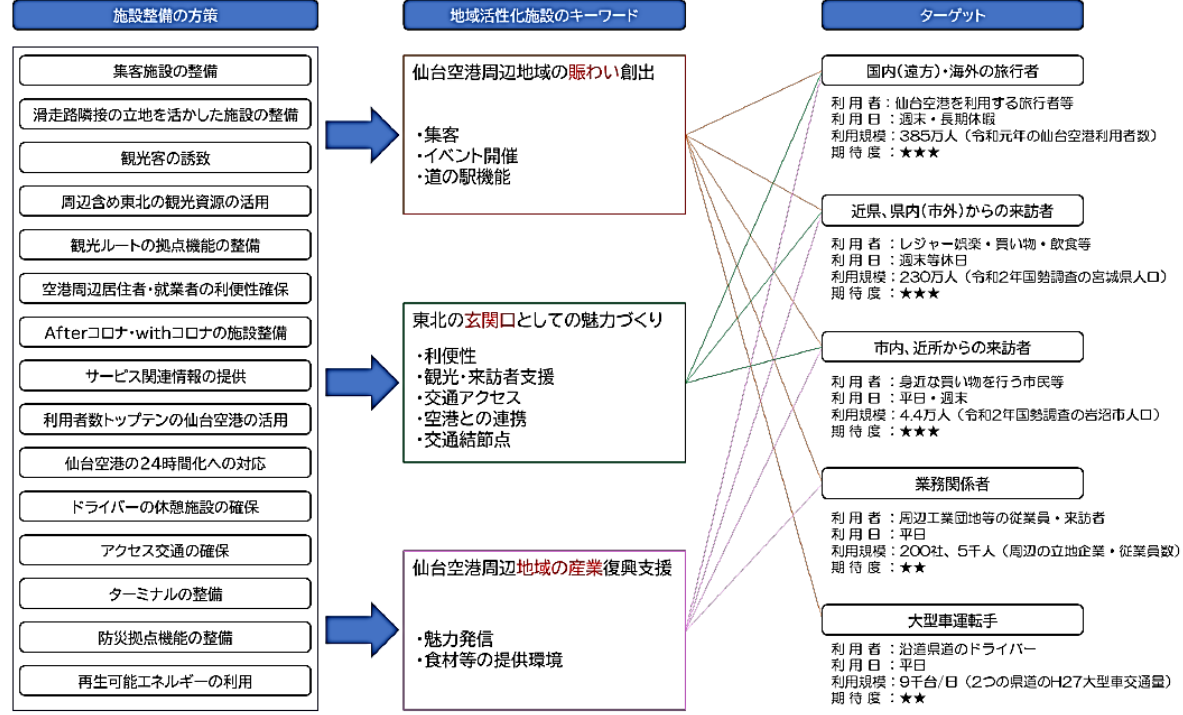 施設整備の方策
集客施設の整備
滑走路隣接の立地を活かした施設の整備
観光客の誘致
周辺含め東北の観光資源の活用
観光ルートの拠点機能の整備
空港周辺居住者・就業者の利便性確保
Afterコロナ・withコロナの施設整備
サービス関連情報の提供
利用者数トップテンの仙台空港の活用
仙台空港の24時間化への対応
ドライバーの休憩施設の確保
アクセス交通の確保
ターミナルの整備
防災拠点機能の整備
再生可能エネルギーの利用
地域活性化施設のキーワード
仙台空港周辺地域の賑わい創出
・集客
・イベント開催
・道の駅機能
東北の玄関口としての魅力づくり
・利便性
・観光・来訪者支援
・交通アクセス
・空港との連携
・交通結節点
仙台空港周辺地域の産業復興支援
・魅力発信
・食材等の提供環境
ターゲット
国内(遠方)・海外の旅行者
利用者：仙台空港を利用する旅行者等
利用日：週末・長期休暇
利用規模：385万人（令和元年の仙台空港利用者数）
期待度：★★★
近県、県内(市外)からの来訪者
利用者：レジャー娯楽・買い物・飲食等
利用日：週末等休日
利用規模：230万人（令和2年国勢調査の宮城県人口）
期待度：★★★
市内、近所からの来訪者
利用者：身近な買い物を行う市民等
利用日：平日・週末
利用規模：4.4万人（令和2年国勢調査の岩沼市人口）
期待度：★★★
業務関係者
利用者：周辺工業団地等の従業員・来訪者
利用日：平日
利用規模：200社、5千人（周辺の立地企業・従業員数）
期待度：★★
大型車運転手
利用者：沿道県道のドライバー
利用日：平日
利用規模：9千台/日（2つの県道のH27大型車交通量）
期待度：★★